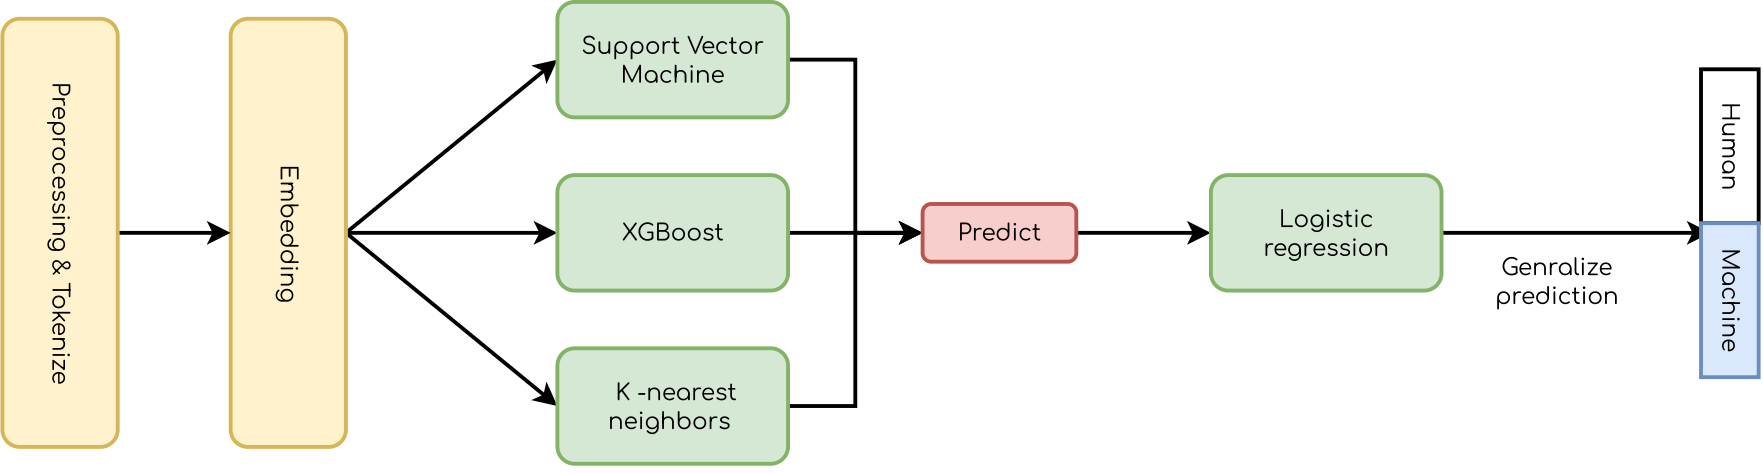 Preprocessing & Tokenize
Embedding
Support Vector
Machine
XGBoost
K -nearest
neighbors
Predict
Logistic
regression
Genralize
prediction
Human
Machine